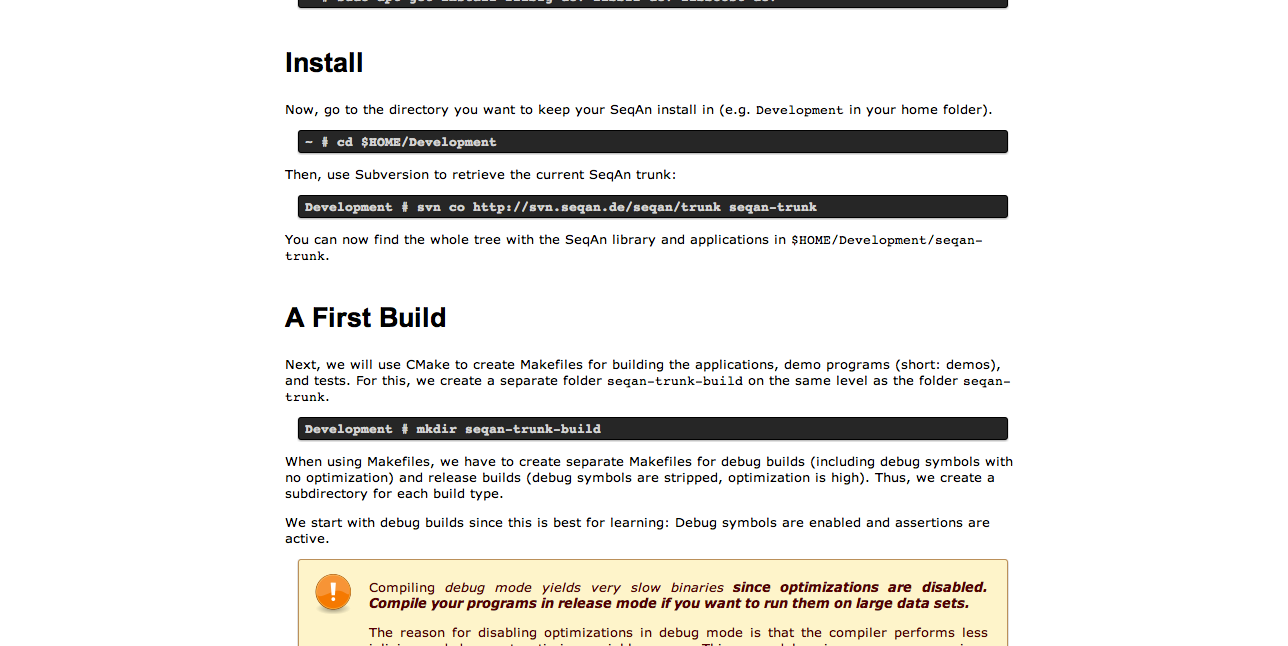 Install
Now, go to the directory you want to keep your SeqAn install in (e.g. Development in your home folder).
~ # cd $HOME/Development
Then, use Subversion to retrieve the current SeqAn trunk:
Development # svn co http://svn.seqan.de/seqan/trunk seqan-trunk
You can now find the whole tree with the SeqAn library and applications in $HOME/Development/seqan-
trunk.
A First Build
Next, we will use CMake to create Makefiles for building the applications, demo programs (short: demos),
and tests. For this, we create a separate folder seqan-trunk-build on the same level as the folder seqan-
trunk.
Development # mkdir seqan-trunk-build
When using Makefiles, we have to create separate Makefiles for debug builds (including debug symbols with
no optimization) and release builds (debug symbols are stripped, optimization is high). Thus, we create a
subdirectory for each build type.
We start with debug builds since this is best for learning: Debug symbols are enabled and assertions are
active.
Compiling debug mode yields very slow binaries since optimizations are disabled.
Compile your programs in release mode if you want to run them on large data sets.
The reason for disabling optimizations in debug mode is that the compiler performs less